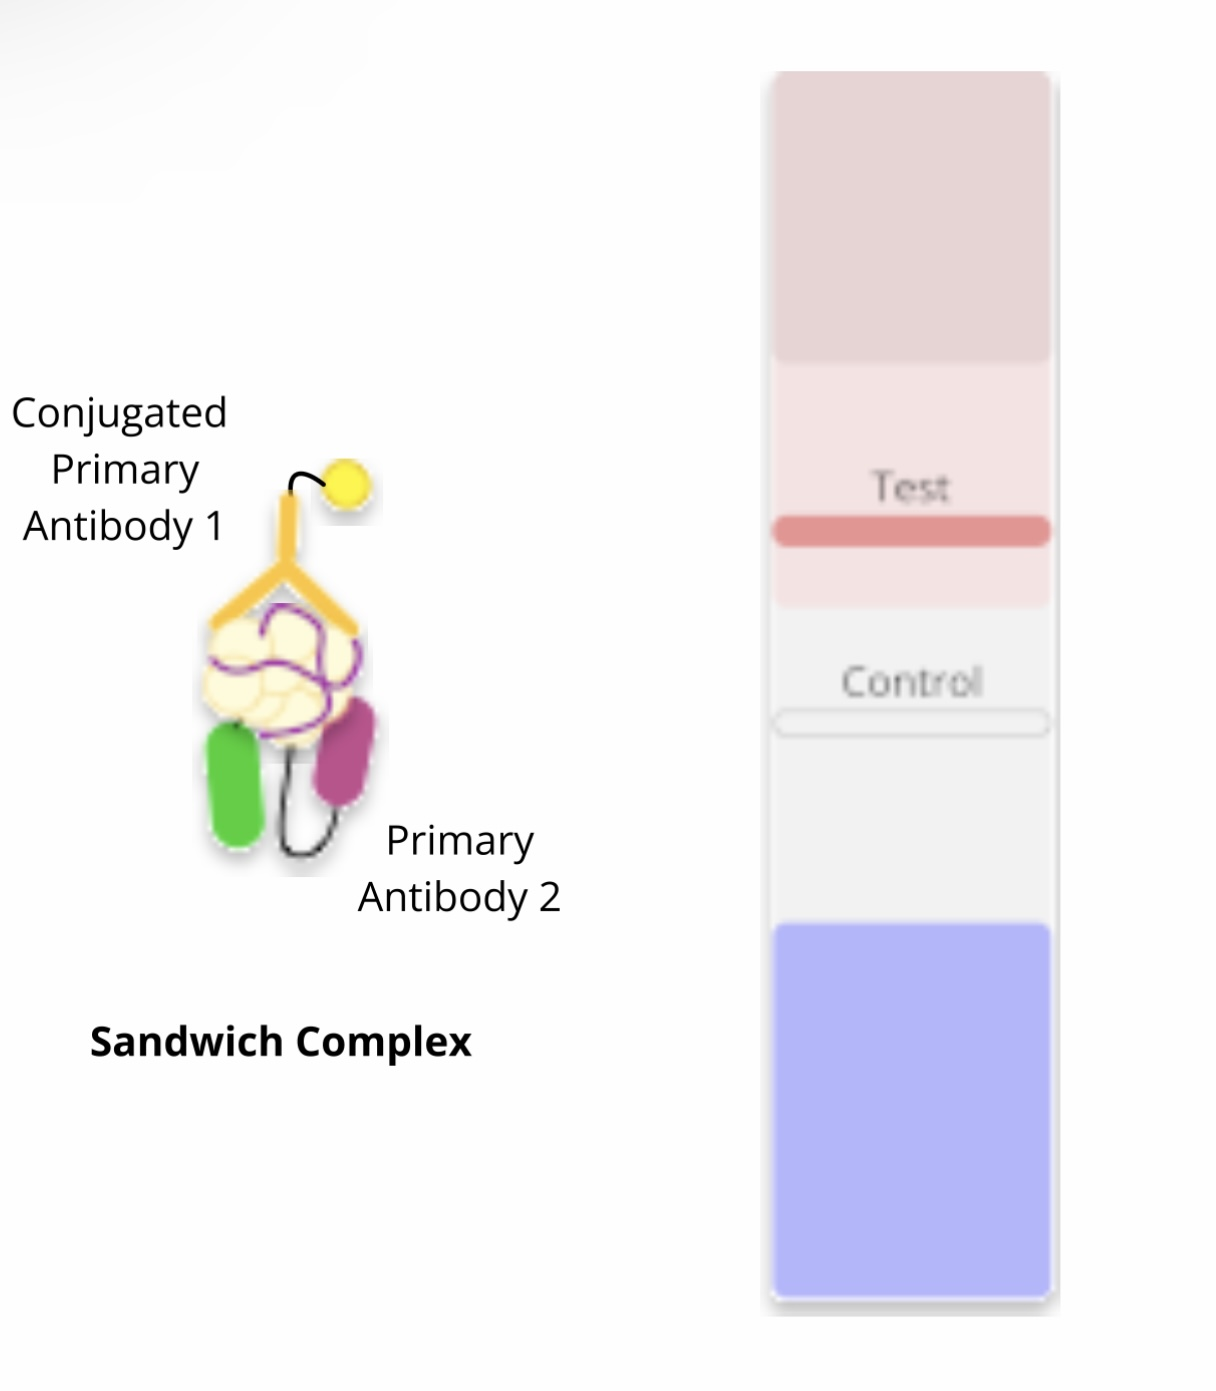 Conjugated
Primary
Antibody 1
Primary
Antibody 2
Sandwich Complex
Test
Control